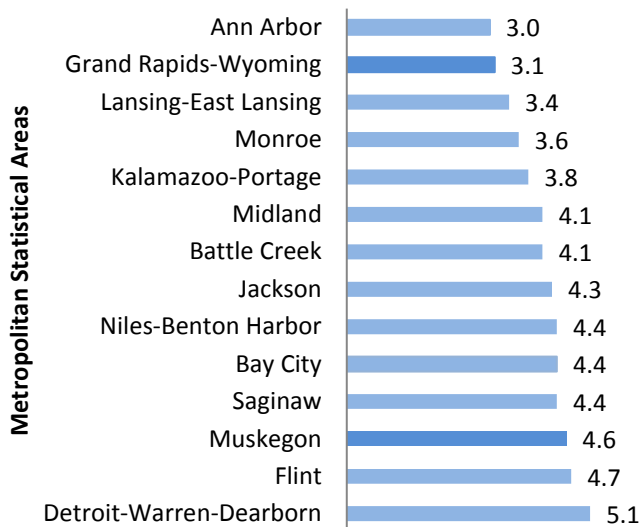 Metropolitan Statistical Areas
Ann Arbor 3.0
Grand Rapids-Wyoming 3.1
Lansing-East Lansing 3.4
Monroe 3.6
Kalamazoo-Portage 3.8
Midland 4.1
Battle Creek 4.1
Jackson 4.3
Niles-Benton Harbor 4.4
Bay City 4.4
Saginaw 4.4
Muskegon 4.6
Flint 4.7
Detroit-Warren-Dearborn 5.1